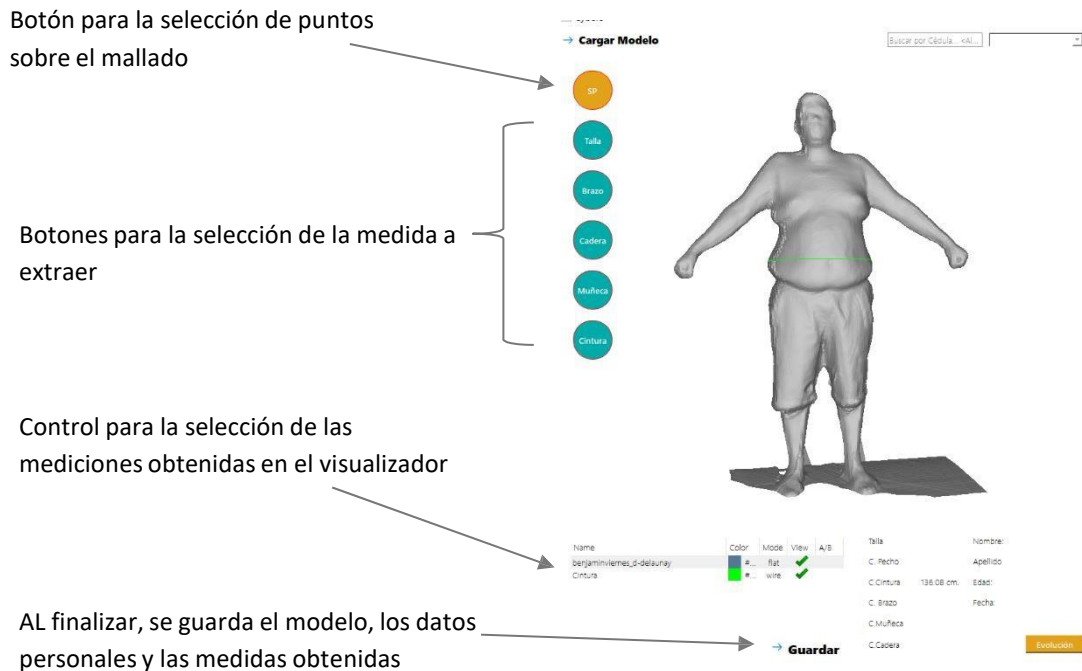 Botón para la selección de puntos
sobre el mallado
Cargar Modelo
Buscar por Cédula... <Al...
SP
Talla
Brazo
Botones para la selección de la medida a
extraer
Cadera
Muñeca
Cintura
Control para la selección de las
mediciones obtenidas en el visualizador
Name Color Mode View A/B
benjaminviernes_d-delaunay #... flat
Cintura #... wire
Talla Nombre:
C. Pecho Apellido
C.Cintura 136.08 cm. Edad:
C. Brazo Fecha:
C.Muñeca
C.Cadera Evolución
AL finalizar, se guarda el modelo, los datos
personales y las medidas obtenidas
Guardar